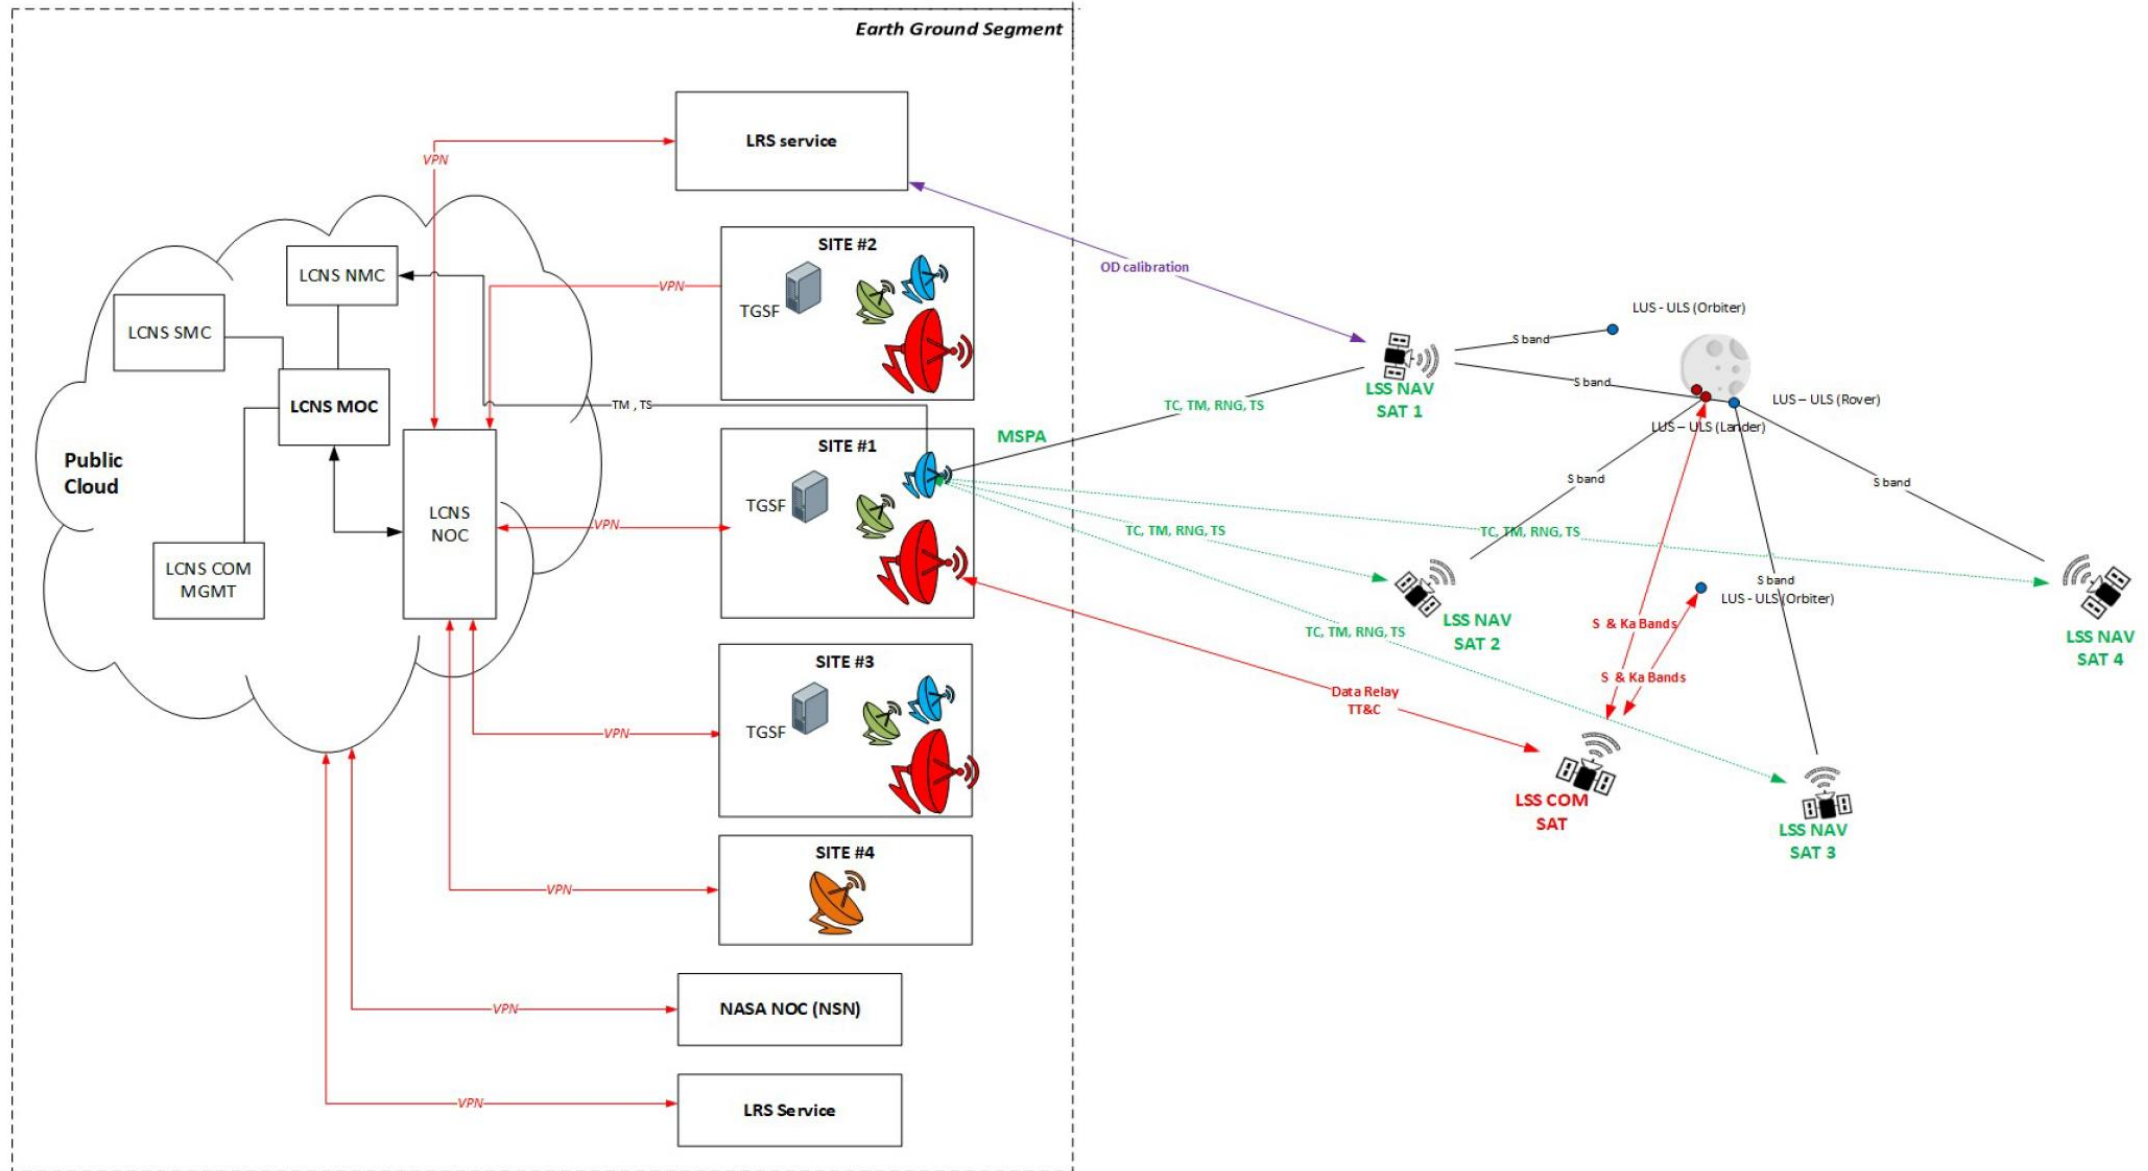 Earth Ground Segment
LRS service
VPN
SITE #2
TGSF
VPN
LCNS NMC
LCNS SMC
LCNS MOC
TM , TS
Public
Cloud
LCNS
NOC
LCNS COM
MGMT
SITE #1
TGSF
VPN
SITE #3
TGSF
VPN
SITE #4
VPN
NASA NOC (NSN)
VPN
LRS Service
VPN
OD calibration
MSPA
TC, TM, RNG, TS
TC, TM, RNG, TS
TC, TM, RNG, TS
TC, TM, RNG, TS
Data Relay
TT&C
LSS NAV
SAT 1
S band
LUS - ULS (Orbiter)
S band
LUS – ULS (Rover)
LUS – ULS (Lander)
S band
S band
LSS NAV
SAT 2
S band
LUS - ULS (Orbiter)
S & Ka Bands
S & Ka Bands
LSS NAV
SAT 4
LSS COM
SAT
LSS NAV
SAT 3